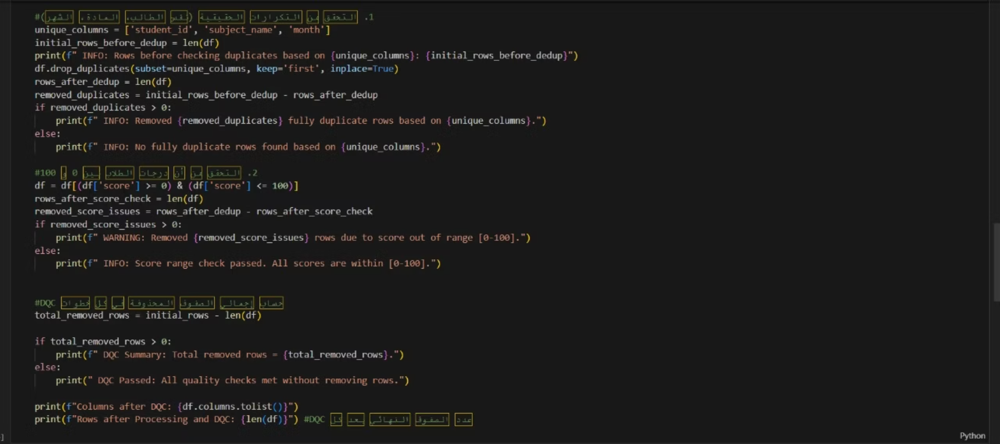 #1. التحقق من التكرارات الحقيقية (نفس الطالب، المادة، الشهر)
unique_columns = ['student_id', 'subject_name', 'month']
initial_rows_before_dedup = len(df)
print(f" INFO: Rows before checking duplicates based on {unique_columns}: {initial_rows_before_dedup}")
df.drop_duplicates(subset=unique_columns, keep='first', inplace=True)
rows_after_dedup = len(df)
removed_duplicates = initial_rows_before_dedup - rows_after_dedup
if removed_duplicates > 0:
    print(f" INFO: Removed {removed_duplicates} fully duplicate rows based on {unique_columns}.")
else:
    print(f" INFO: No fully duplicate rows found based on {unique_columns}.")
#2. التحقق من أن درجات الطلاب بين 0 و 100
df = df[(df['score'] >= 0) & (df['score'] <= 100)]
rows_after_score_check = len(df)
removed_score_issues = rows_after_dedup - rows_after_score_check
if removed_score_issues > 0:
    print(f" WARNING: Removed {removed_score_issues} rows due to score out of range [0-100].")
else:
    print(f" INFO: Score range check passed. All scores are within [0-100].")
#حساب إجمالي الصفوف المحذوفة في كل خطوات DQC
total_removed_rows = initial_rows - len(df)
if total_removed_rows > 0:
    print(f" DQC Summary: Total removed rows = {total_removed_rows}.")
else:
    print(" DQC Passed: All quality checks met without removing rows.")
print(f"Columns after DQC: {df.columns.tolist()}")
print(f"Rows after Processing and DQC: {len(df)}") #عدد الصفوف النهائي بعد كل DQC
Python